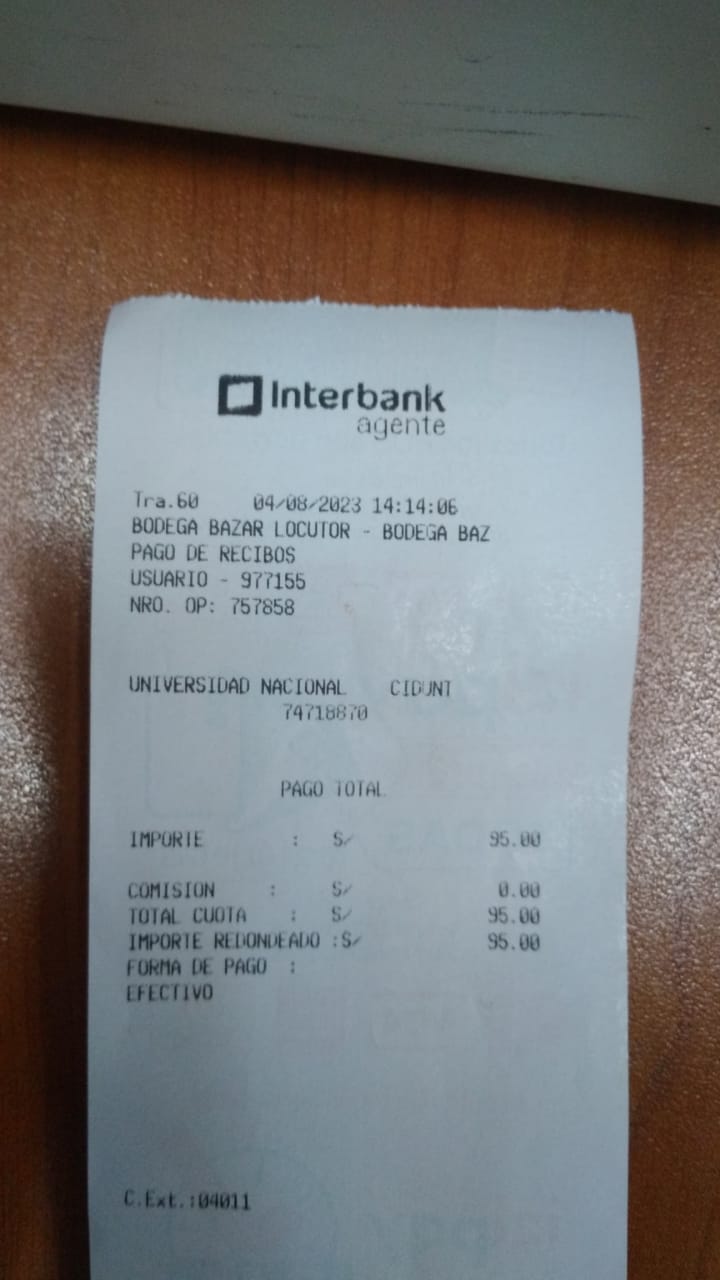 Interbank
agente
Tra.60 04/08/2023 14:14:06
BODEGA BAZAR LOCUTOR - BODEGA BAZ
PAGO DE RECIBOS
USUARIO - 977155
NRO. OP: 757858
UNIVERSIDAD NACIONAL CIDUNT
74718870
PAGO TOTAL
IMPORTE : S/ 95.00
COMISION : S/ 0.00
TOTAL CUOTA : S/ 95.00
IMPORTE REDONDEADO :S/ 95.00
FORMA DE PAGO :
EFECTIVO
C.Ext.:04011